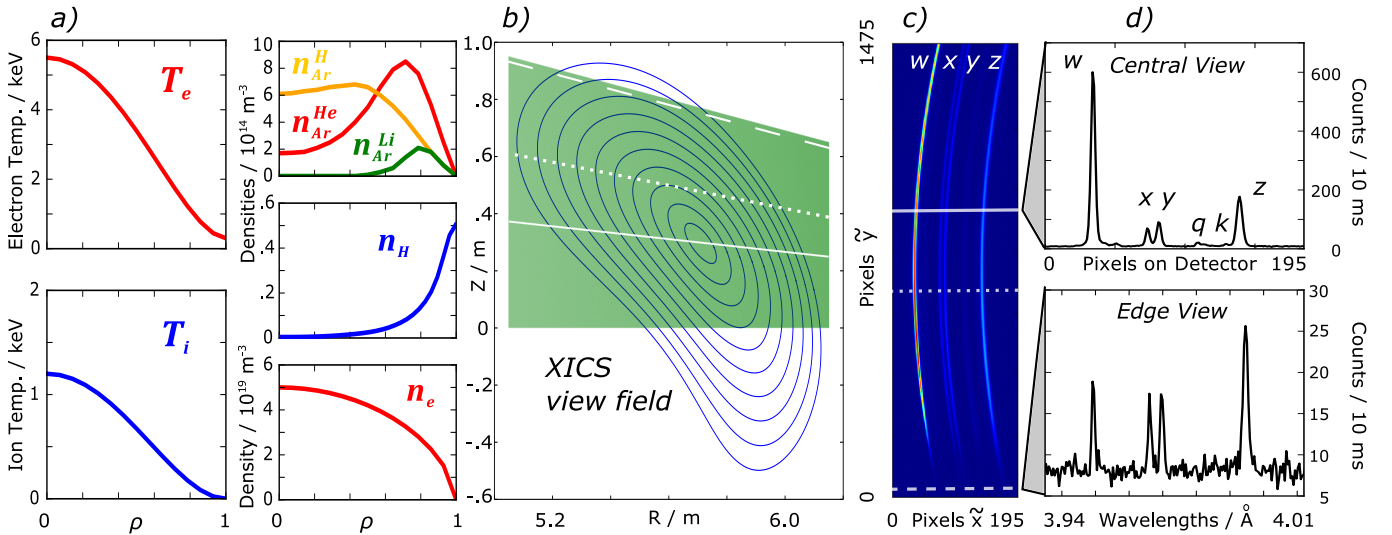 a)
b)
c)
d)
Electron Temp. / keV
6
4
2
0
T_e
Ion Temp. / keV
2
1
0
T_i
0 ρ 1
Densities / 10^14 m^-3
10
8
6
4
2
0
n_Ar^H
n_Ar^He
n_Ar^Li
.6
.4
.2
0
n_H
Density / 10^19 m^-3
6
4
2
0
n_e
0 ρ 1
Z / m
1.0
.8
.6
.4
.2
0
-.2
-.4
-.6
XICS
view field
5.2 R / m 6.0
1475
Pixels ỹ
0
w x y z
0 Pixels x̃ 195
w
Central View
x y
q k
z
600
400
200
0
Counts / 10 ms
0 Pixels on Detector 195
Edge View
30
25
20
15
10
5
Counts / 10 ms
3.94 Wavelengths / Å 4.01